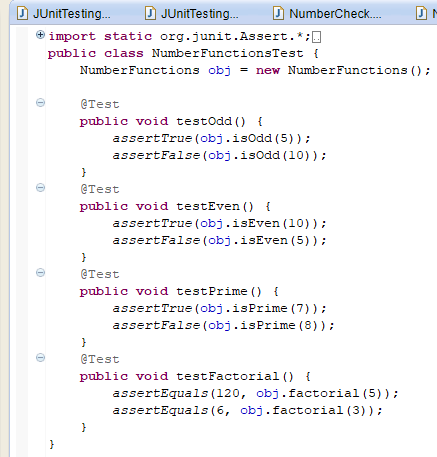 JUnitTesting... JUnitTesting... NumberCheck....
import static org.junit.Assert.*;
public class NumberFunctionsTest {
    NumberFunctions obj = new NumberFunctions();
    @Test
    public void testOdd() {
        assertTrue(obj.isOdd(5));
        assertFalse(obj.isOdd(10));
    }
    @Test
    public void testEven() {
        assertTrue(obj.isEven(10));
        assertFalse(obj.isEven(5));
    }
    @Test
    public void testPrime() {
        assertTrue(obj.isPrime(7));
        assertFalse(obj.isPrime(8));
    }
    @Test
    public void testFactorial() {
        assertEquals(120, obj.factorial(5));
        assertEquals(6, obj.factorial(3));
    }
}